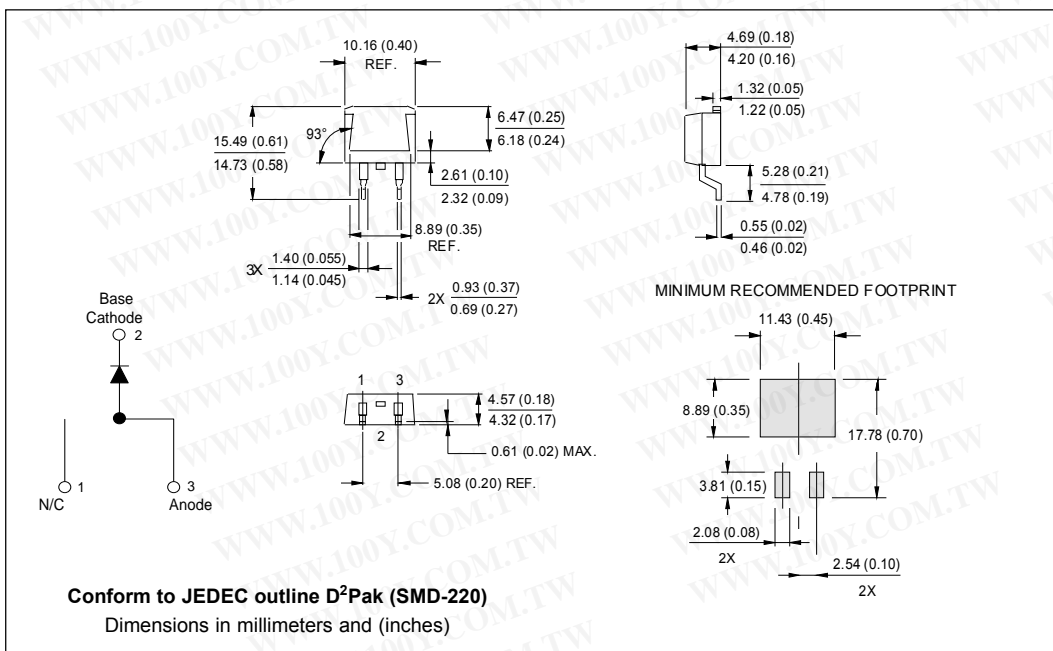 10.16 (0.40)
REF.
4.69 (0.18)
4.20 (0.16)
1.32 (0.05)
1.22 (0.05)
6.47 (0.25)
6.18 (0.24)
93°
15.49 (0.61)
14.73 (0.58)
2.61 (0.10)
2.32 (0.09)
5.28 (0.21)
4.78 (0.19)
8.89 (0.35)
REF.
0.55 (0.02)
0.46 (0.02)
3X
1.40 (0.055)
1.14 (0.045)
2X
0.93 (0.37)
0.69 (0.27)
MINIMUM RECOMMENDED FOOTPRINT
11.43 (0.45)
Base
Cathode
2
1
3
4.57 (0.18)
4.32 (0.17)
2
0.61 (0.02) MAX.
5.08 (0.20) REF.
8.89 (0.35)
17.78 (0.70)
3.81 (0.15)
2.08 (0.08)
2X
2.54 (0.10)
2X
1
N/C
3
Anode
Conform to JEDEC outline D²Pak (SMD-220)
Dimensions in millimeters and (inches)
WWW.100Y.COM.TW